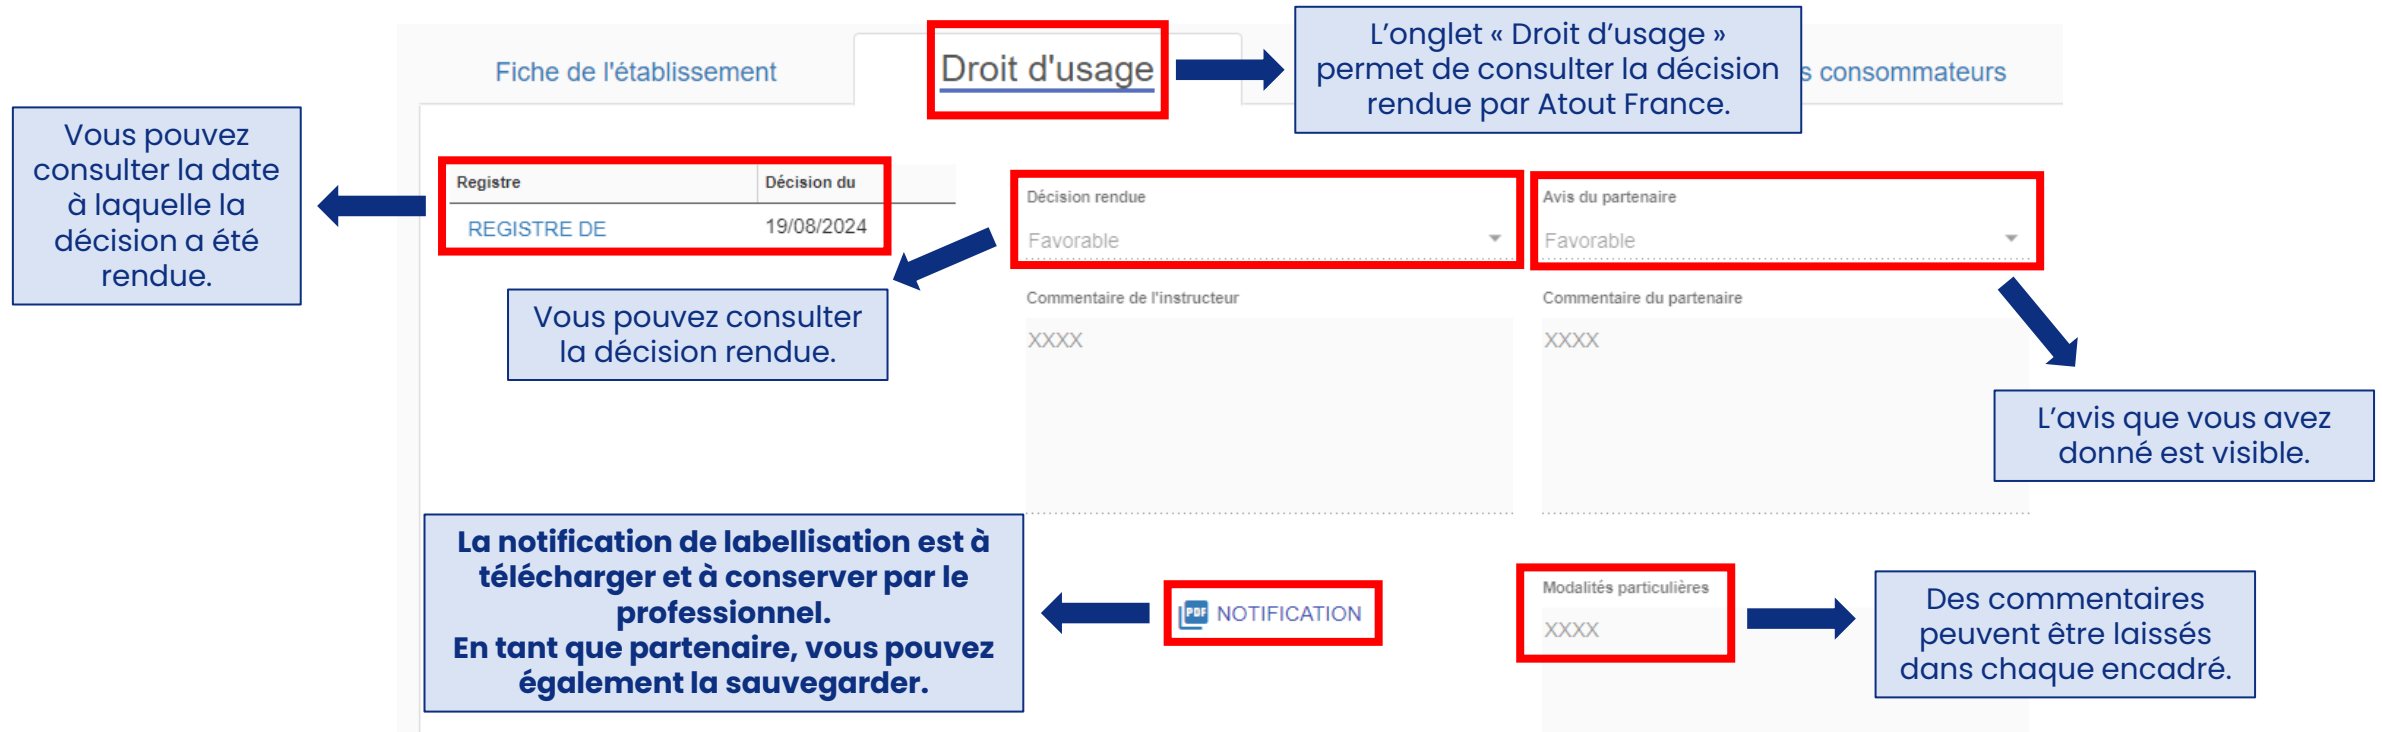 Fiche de l'établissement
Droit d'usage
L'onglet « Droit d'usage »
permet de consulter la décision
rendue par Atout France.
consommateurs
Vous pouvez
consulter la date
à laquelle la
décision a été
rendue.
Registre
Décision du
REGISTRE DE
19/08/2024
Décision rendue
Favorable
Avis du partenaire
Favorable
Vous pouvez consulter
la décision rendue.
Commentaire de l'instructeur
XXXX
Commentaire du partenaire
XXXX
L'avis que vous avez
donné est visible.
La notification de labellisation est à
télécharger et à conserver par le
professionnel.
En tant que partenaire, vous pouvez
également la sauvegarder.
PDF NOTIFICATION
Modalités particulières
XXXX
Des commentaires
peuvent être laissés
dans chaque encadré.